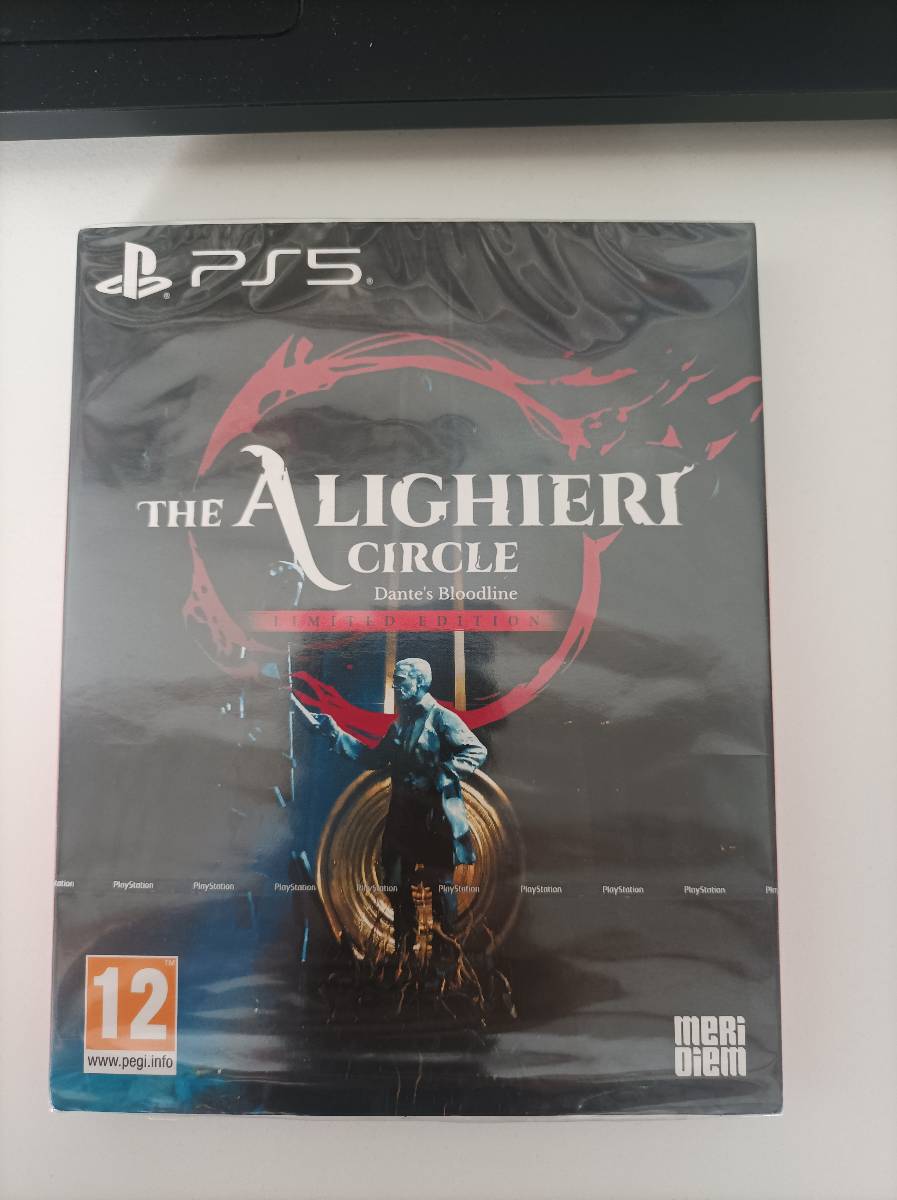 PS5
THE ALIGHIERI
CIRCLE
Dante's Bloodline
LIMITED EDITION
PlayStation PlayStation PlayStation PlayStation PlayStation PlayStation PlayStation PlayStation
12
www.pegi.info
MERI
DIEM